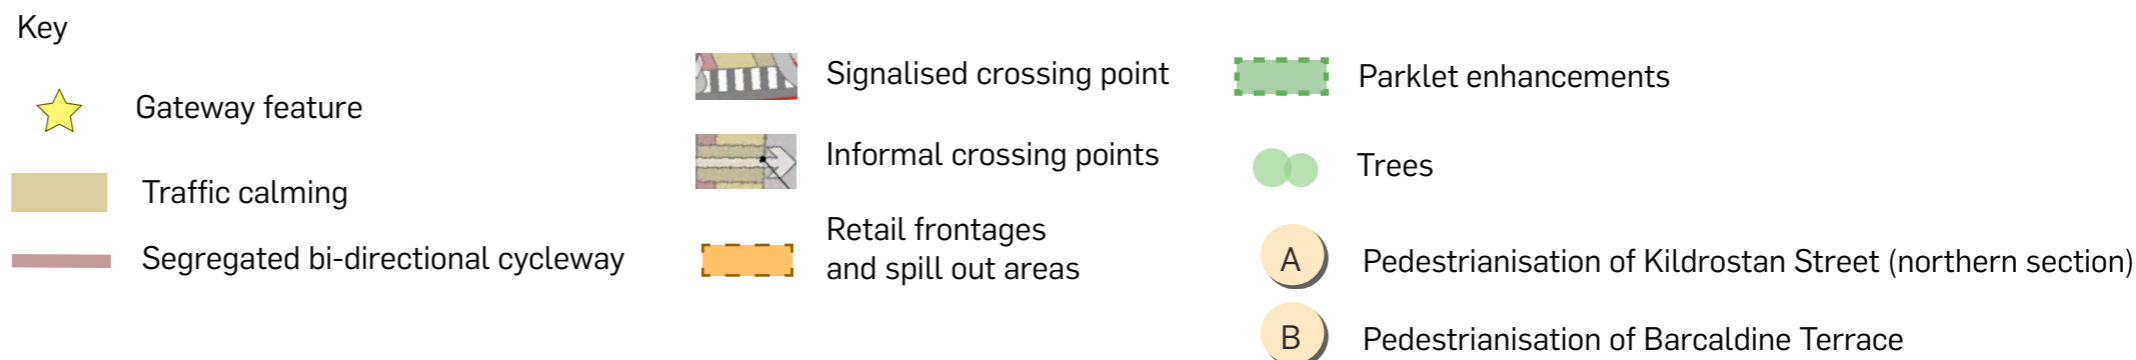 Key
Gateway feature
Traffic calming
Segregated bi-directional cycleway
Signalised crossing point
Informal crossing points
Retail frontages
and spill out areas
Parklet enhancements
Trees
A Pedestrianisation of Kildrostan Street (northern section)
B Pedestrianisation of Barcaldine Terrace